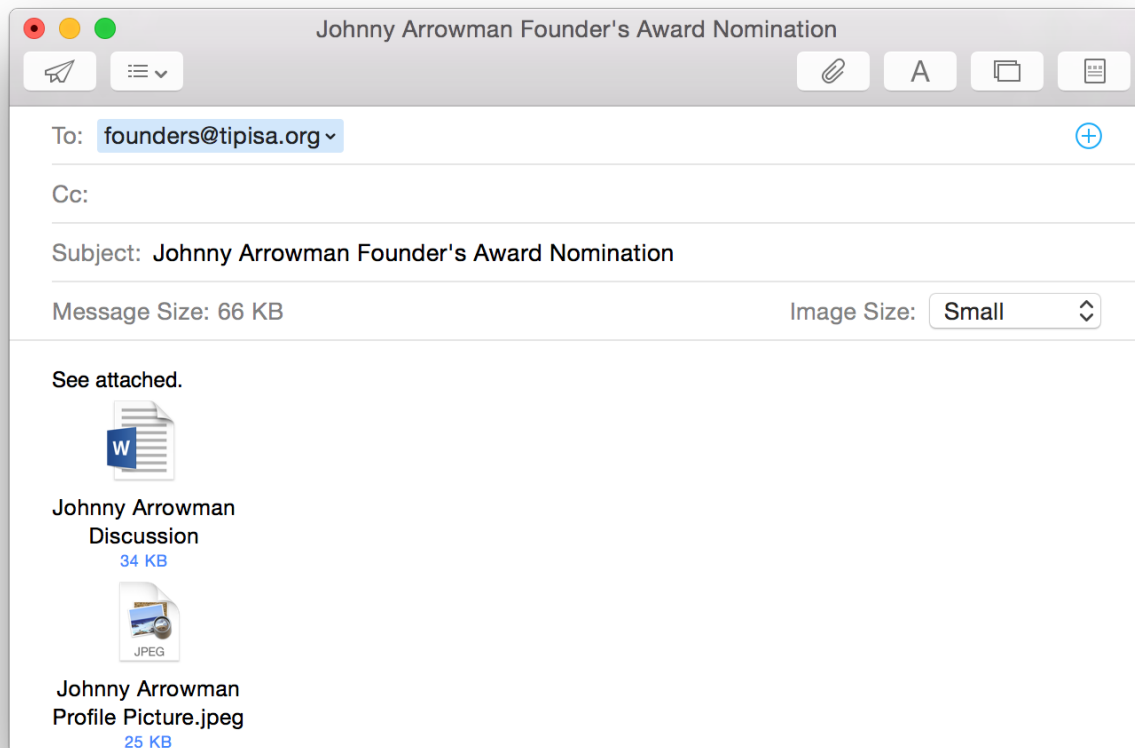 Johnny Arrowman Founder's Award Nomination
A
To: founders@tipisa.org
Cc:
Subject: Johnny Arrowman Founder's Award Nomination
Message Size: 66 KB Image Size: Small
See attached.
W
Johnny Arrowman
Discussion
34 KB
JPEG
Johnny Arrowman
Profile Picture.jpeg
25 KB